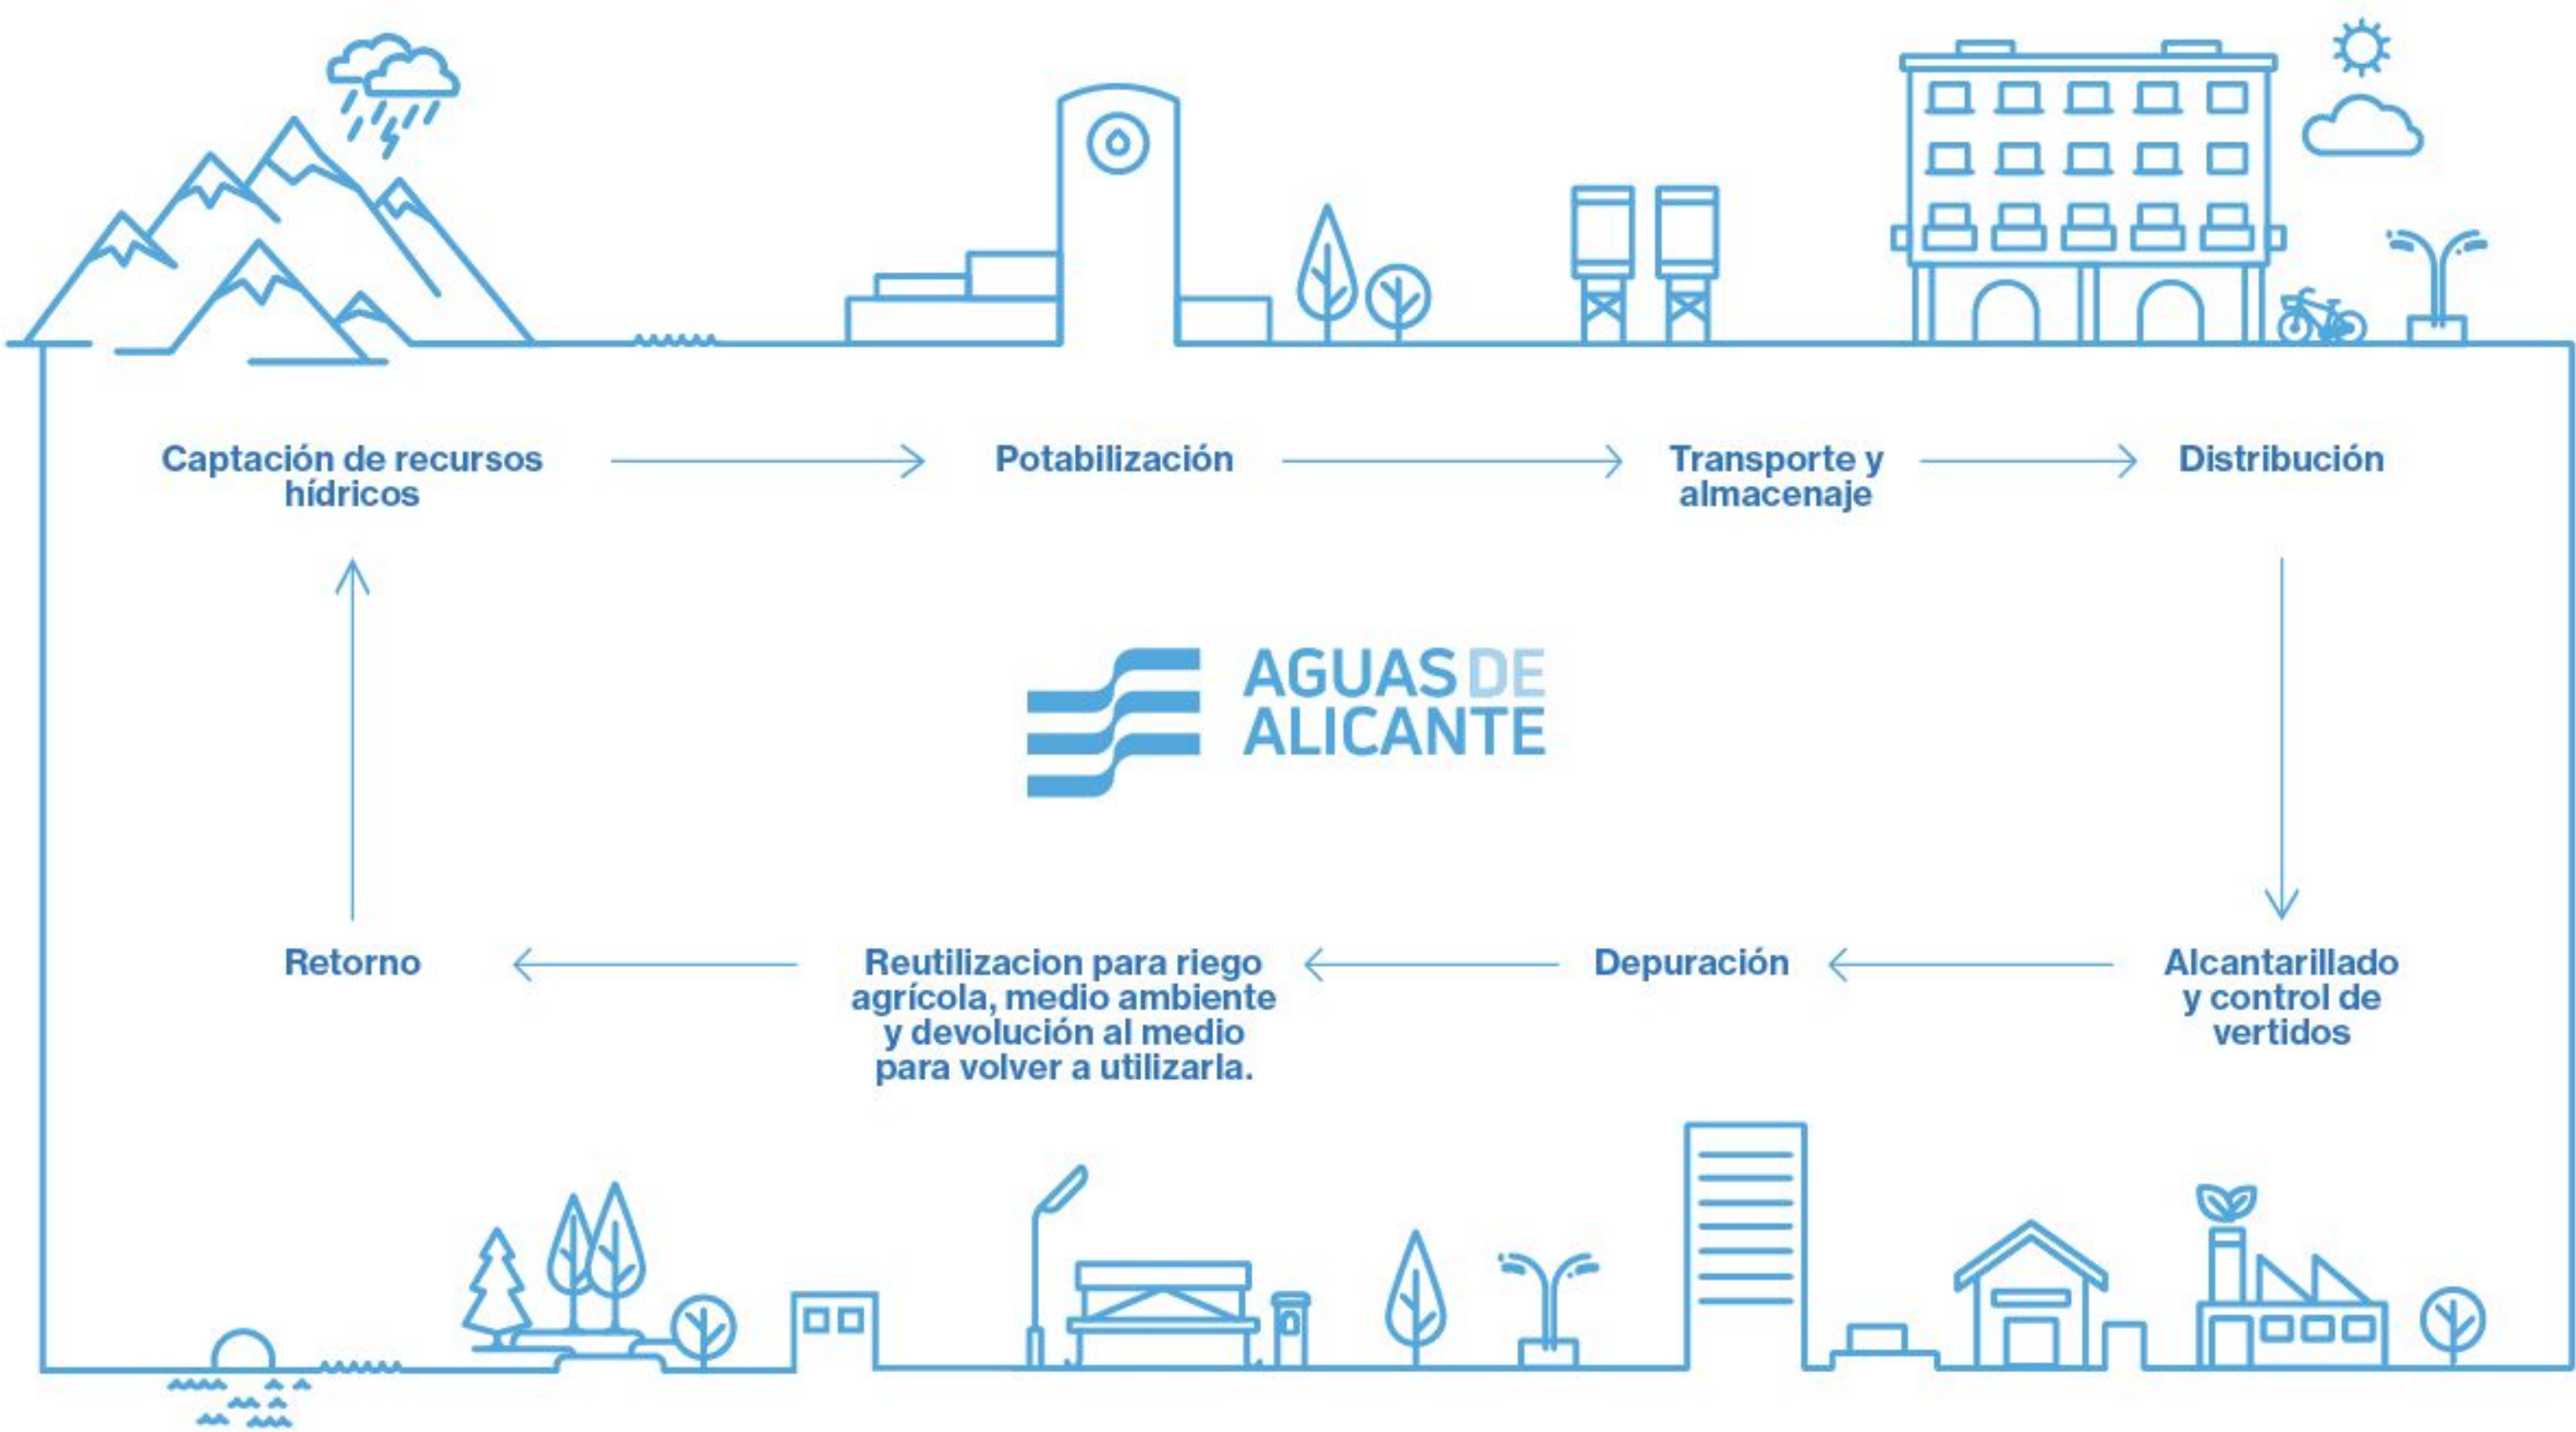 Captación de recursos
hídricos
Potabilización
Transporte y
almacenaje
Distribución
AGUAS DE
ALICANTE
Retorno
Reutilizacion para riego
agrícola, medio ambiente
y devolución al medio
para volver a utilizarla.
Depuración
Alcantarillado
y control de
vertidos